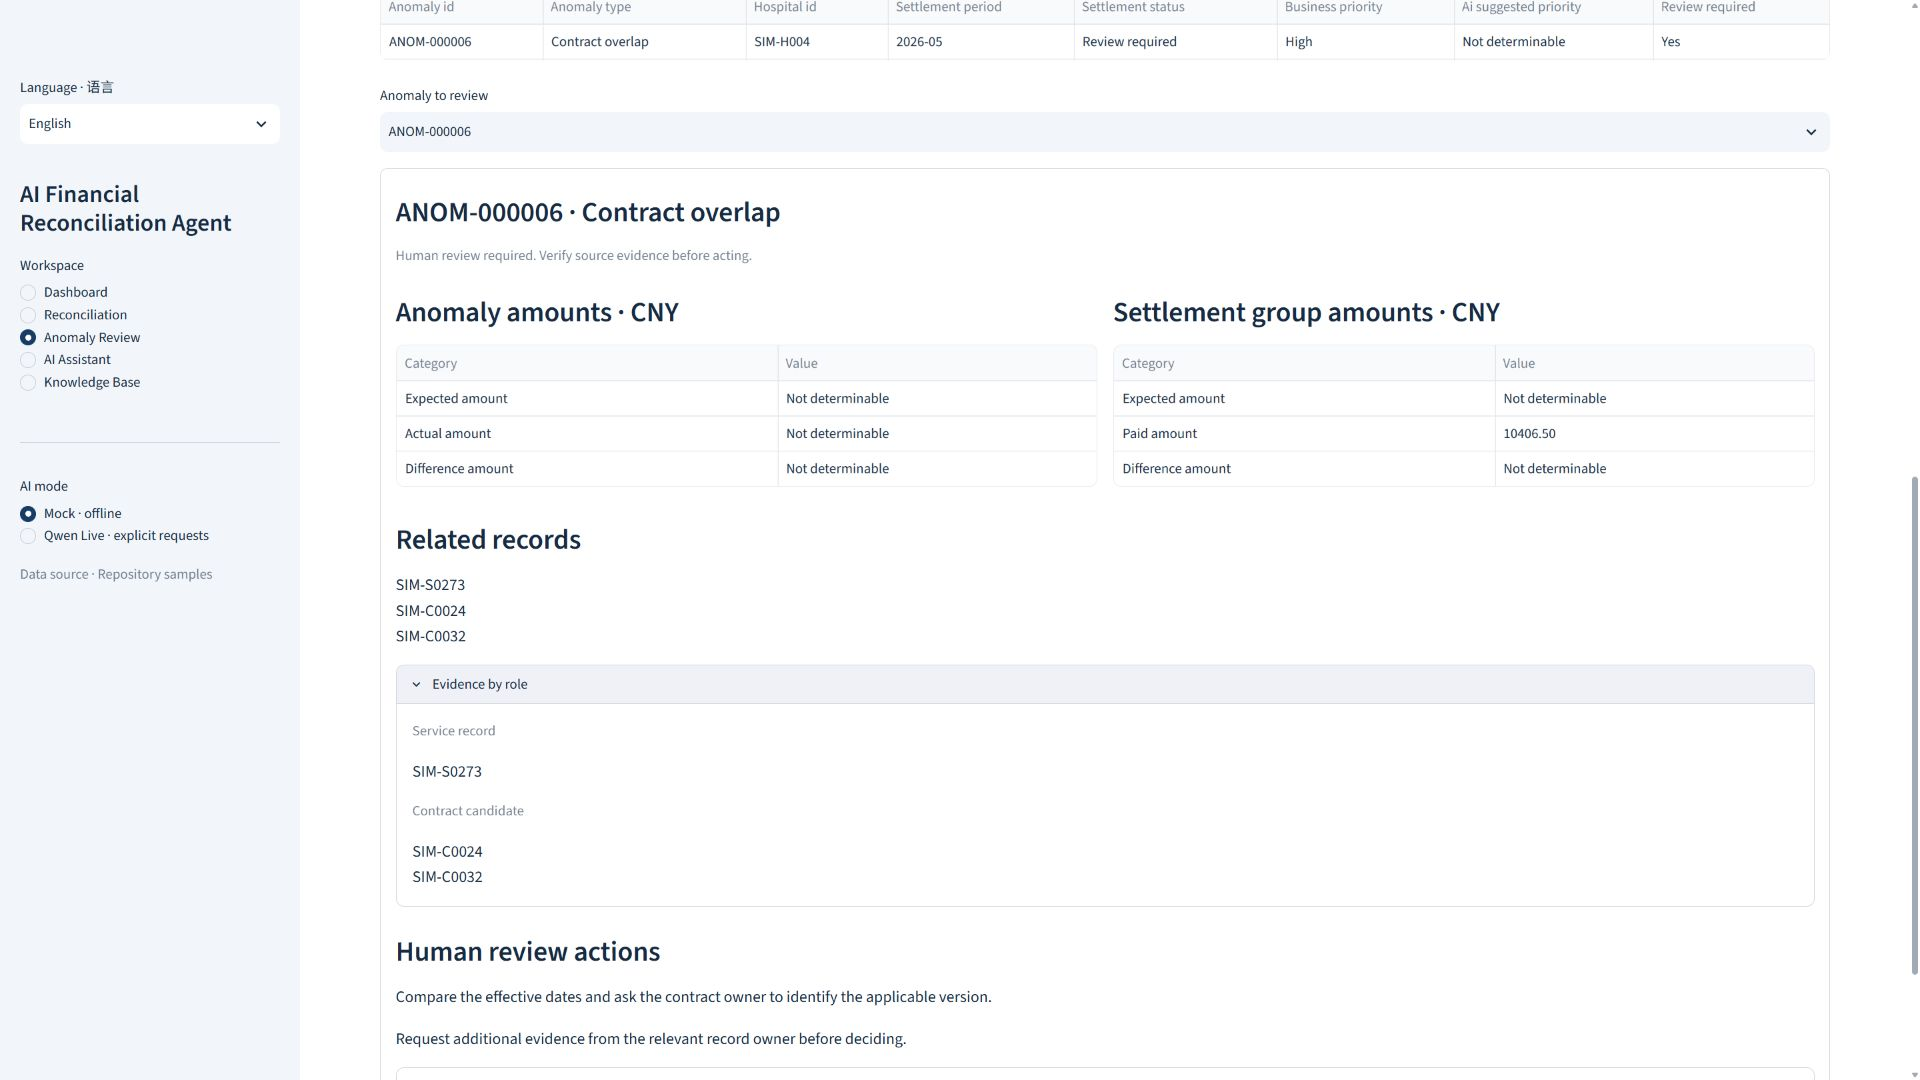 Language · 语言
English
AI Financial
Reconciliation Agent
Workspace
Dashboard
Reconciliation
Anomaly Review
AI Assistant
Knowledge Base
AI mode
Mock · offline
Qwen Live · explicit requests
Data source · Repository samples
Anomaly id Anomaly type Hospital id Settlement period Settlement status Business priority Ai suggested priority Review required
ANOM-000006 Contract overlap SIM-H004 2026-05 Review required High Not determinable Yes
Anomaly to review
ANOM-000006
ANOM-000006 · Contract overlap
Human review required. Verify source evidence before acting.
Anomaly amounts · CNY
Category Value
Expected amount Not determinable
Actual amount Not determinable
Difference amount Not determinable
Settlement group amounts · CNY
Category Value
Expected amount Not determinable
Paid amount 10406.50
Difference amount Not determinable
Related records
SIM-S0273
SIM-C0024
SIM-C0032
Evidence by role
Service record
SIM-S0273
Contract candidate
SIM-C0024
SIM-C0032
Human review actions
Compare the effective dates and ask the contract owner to identify the applicable version.
Request additional evidence from the relevant record owner before deciding.